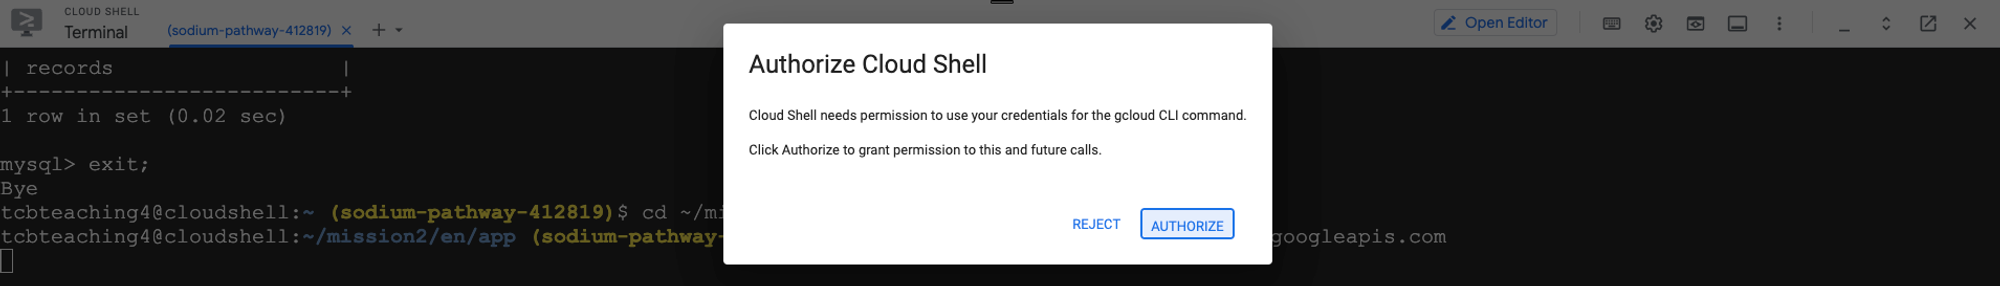 CLOUD SHELL
Terminal
(sodium-pathway-412819)
Open Editor
| records |
+--------------------------+
1 row in set (0.02 sec)
mysql> exit;
Bye
tcbteaching4@cloudshell:~ (sodium-pathway-412819)$ cd ~/mi
tcbteaching4@cloudshell:~/mission2/en/app (sodium-pathway- googleapis.com
Authorize Cloud Shell
Cloud Shell needs permission to use your credentials for the gcloud CLI command.
Click Authorize to grant permission to this and future calls.
REJECT
AUTHORIZE